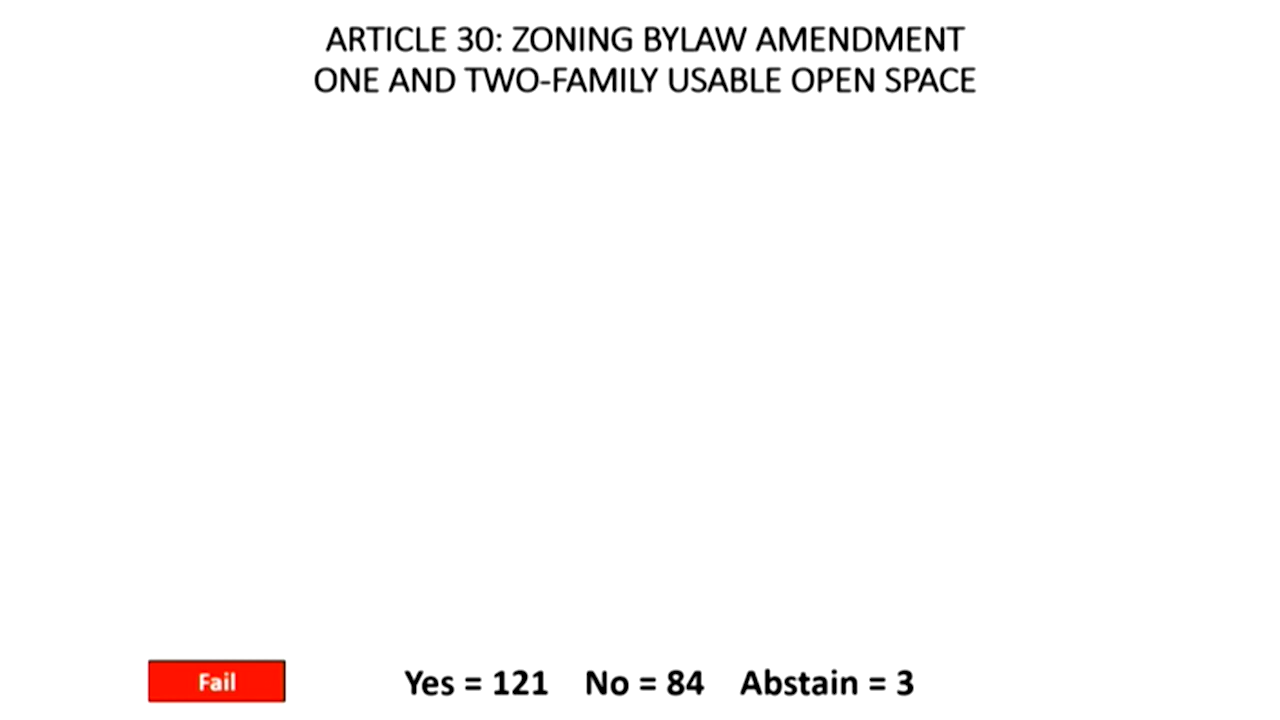 ARTICLE 30: ZONING BYLAW AMENDMENT
ONE AND TWO-FAMILY USABLE OPEN SPACE
Fail Yes = 121 No = 84 Abstain = 3